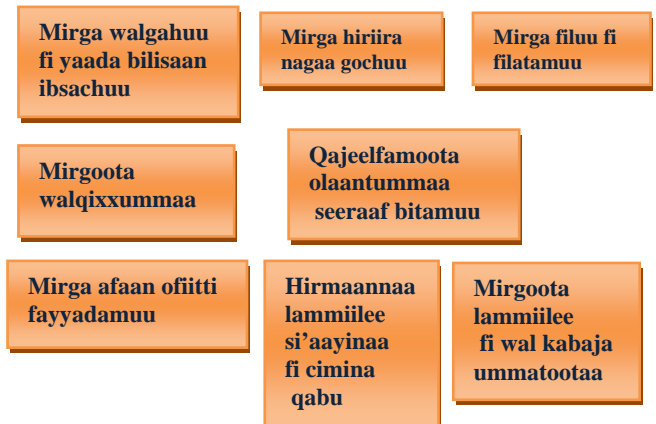 Mirga walgahuu
fi yaada bilisaan
ibsachuu
Mirga hiriira
nagaa gochuu
Mirga filuu fi
filatamuu
Mirgoota
walqixxummaa
Qajeelfamoota
olaantummaa
seeraaf bitamuu
Mirga afaan ofiitti
fayyadamuu
Hirmaannaa
lammiilee
si’aayinaa
fi cimina
qabu
Mirgoota
lammiilee
fi wal kabaja
ummatootaa